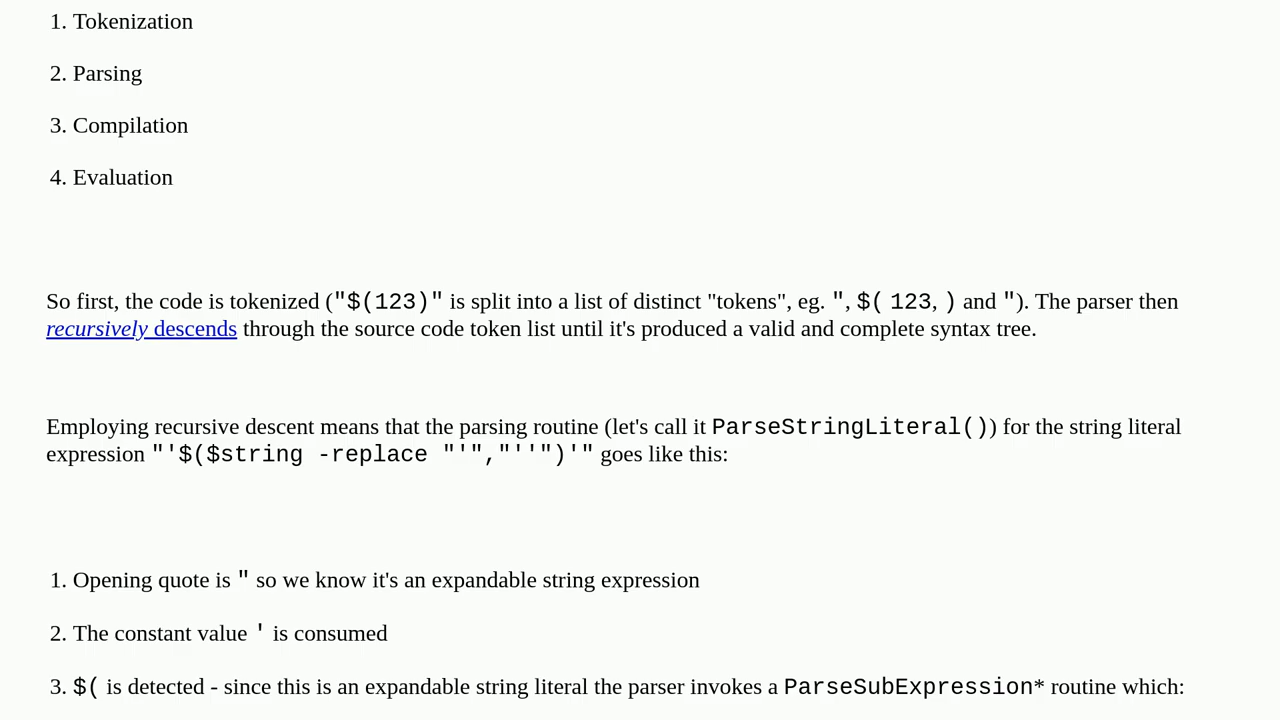 1. Tokenization
2. Parsing
3. Compilation
4. Evaluation
So first, the code is tokenized ("$(123)" is split into a list of distinct "tokens", eg. ", $( 123, ) and "). The parser then
recursively descends through the source code token list until it's produced a valid and complete syntax tree.
Employing recursive descent means that the parsing routine (let's call it ParseStringLiteral()) for the string literal
expression "'$($string -replace "'","''")'" goes like this:
1. Opening quote is " so we know it's an expandable string expression
2. The constant value ' is consumed
3. $( is detected - since this is an expandable string literal the parser invokes a ParseSubExpression* routine which: